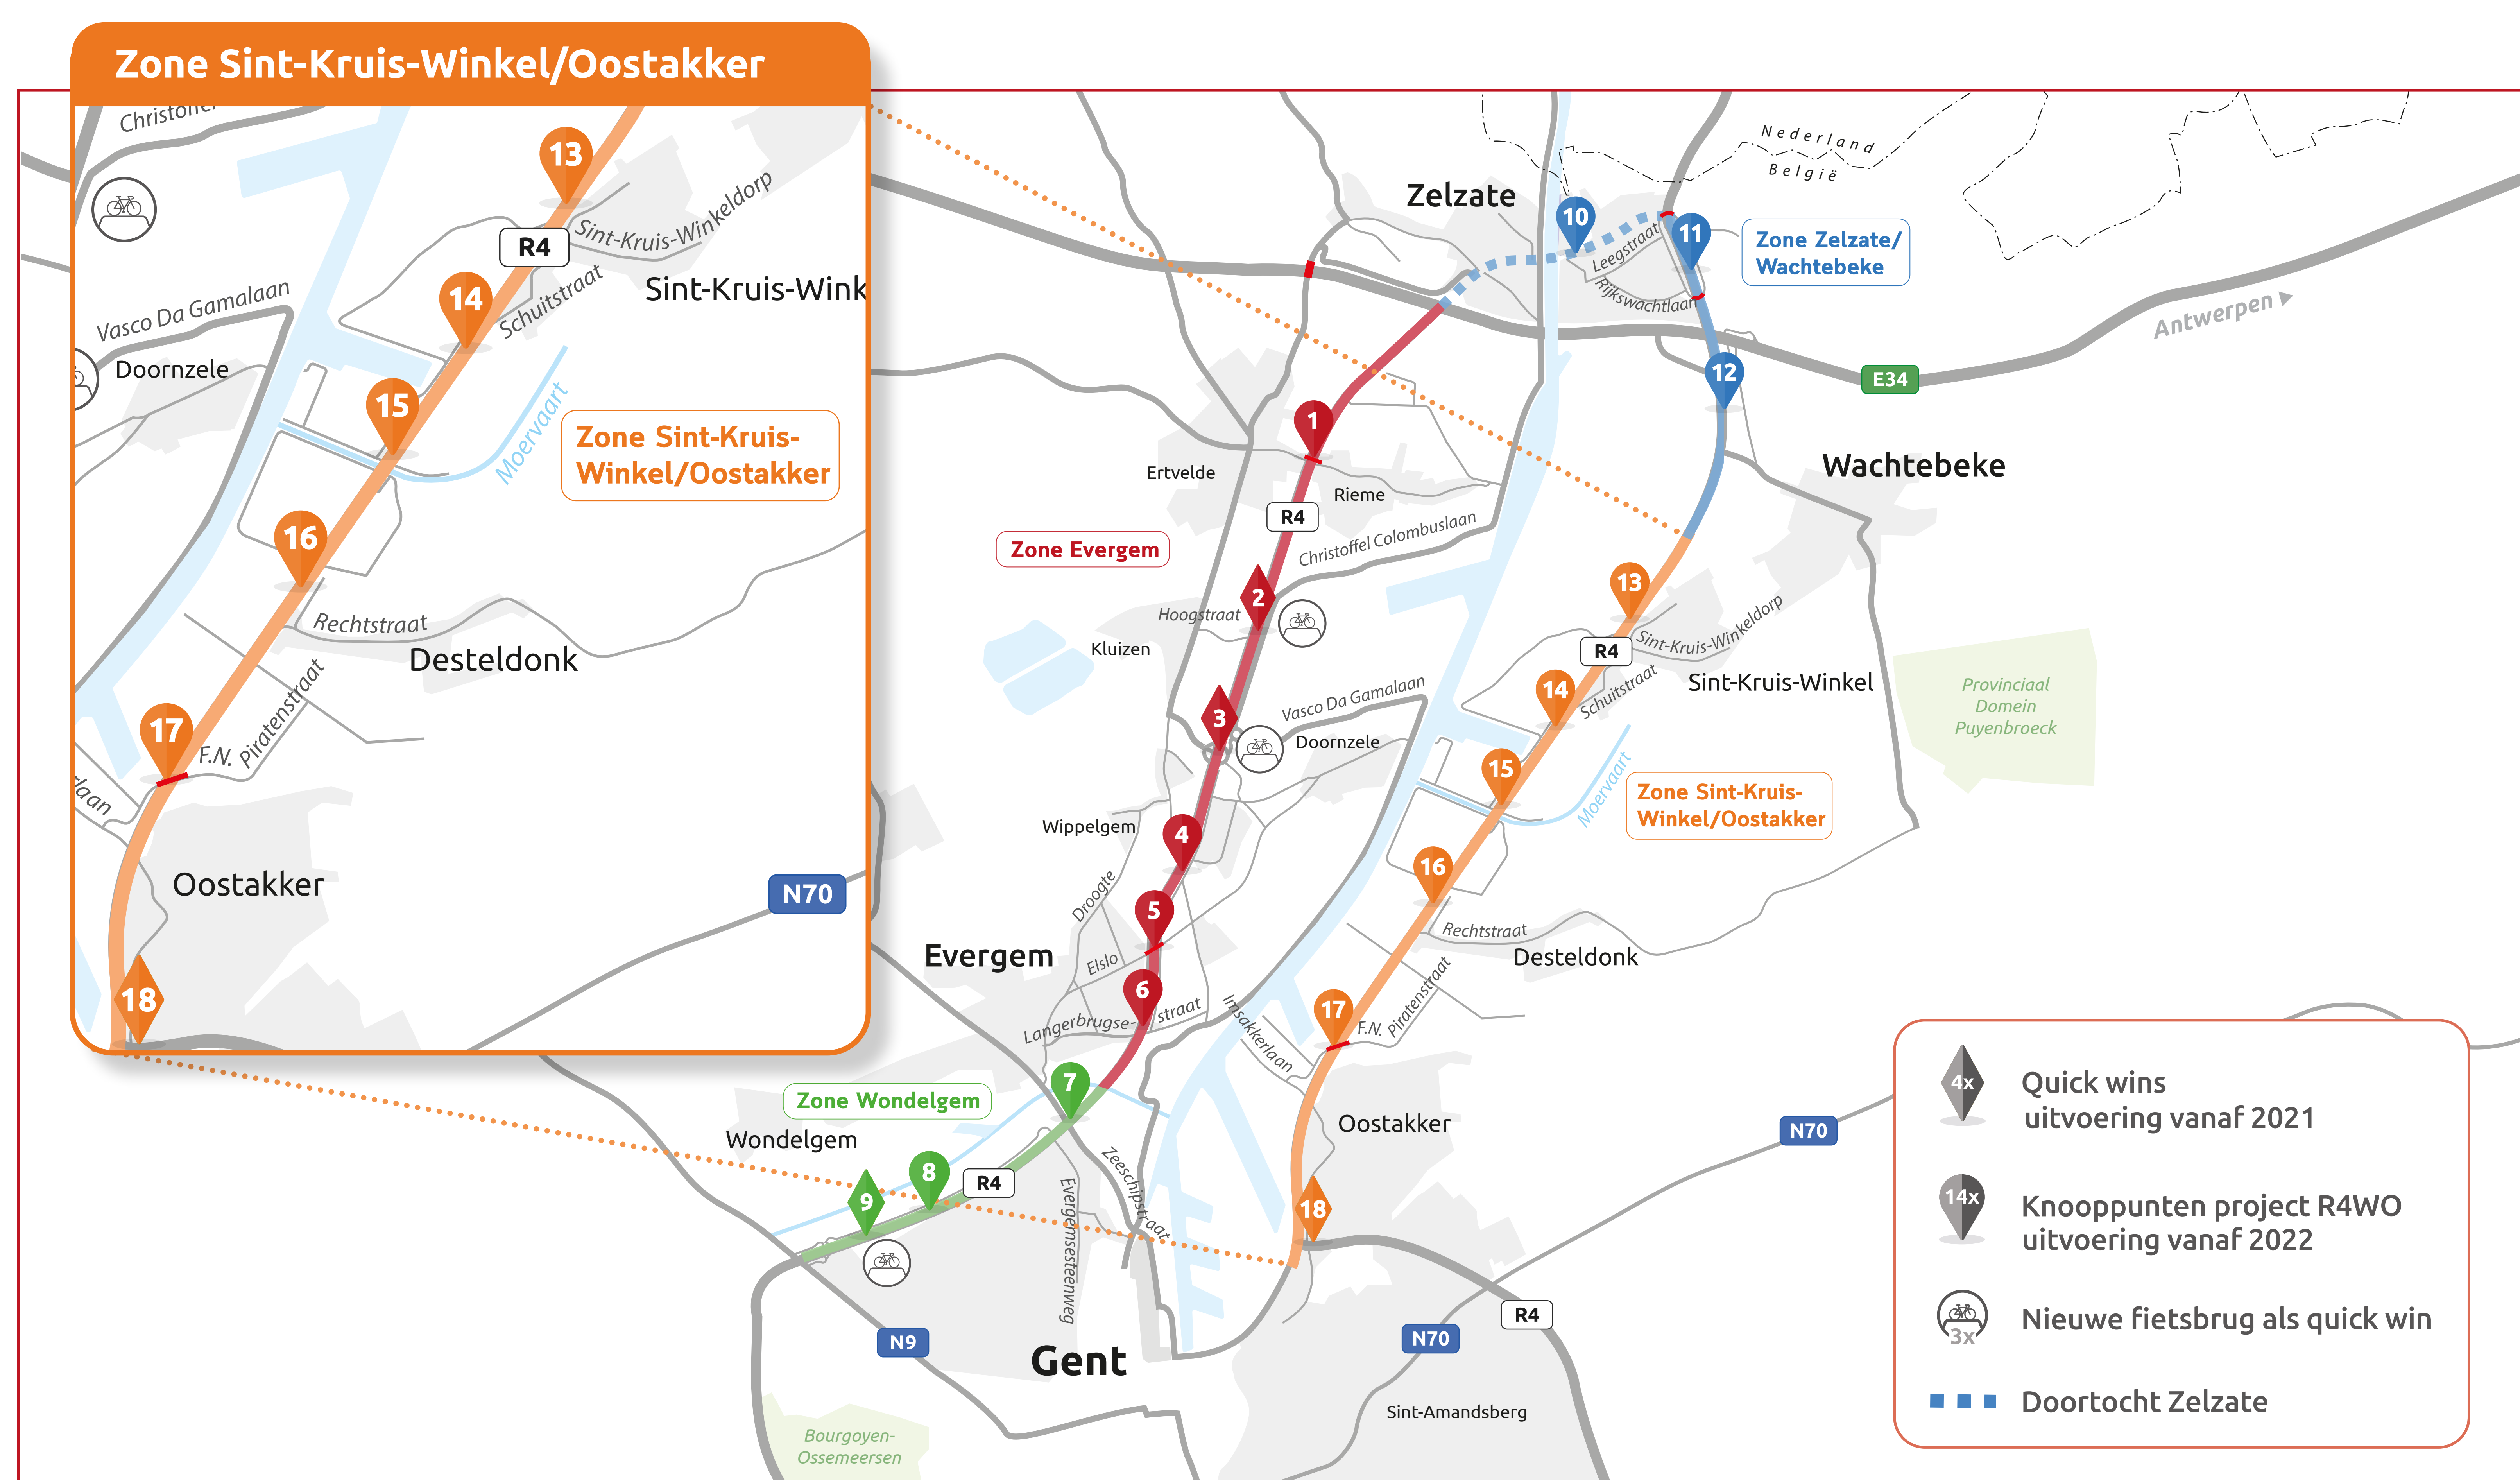 Zone Sint-Kruis-Winkel/Oostakker
13
Sint-Kruis-Winkeldorp
R4
Sint-Kruis-Wink
14
Schuitstraat
Vasco Da Gamalaan
Doornzele
15
Moervaart
Zone Sint-Kruis-
Winkel/Oostakker
16
Rechtstraat
Desteldonk
17
F.N. Piratenstraat
rlaan
Oostakker
N70
18
Nederland
België
Zelzate
10
11
Leegstraat
Rijkswachtlaan
Zone Zelzate/
Wachtebeke
Antwerpen
12
E34
1
Ertvelde
Rieme
Wachtebeke
R4
Zone Evergem
Christoffel Colombuslaan
2
Hoogstraat
Kluizen
13
Sint-Kruis-Winkeldorp
R4
Sint-Kruis-Winkel
14
Schuitstraat
3
Vasco Da Gamalaan
Doornzele
Provinciaal
Domein
Puyenbroeck
15
Moervaart
Zone Sint-Kruis-
Winkel/Oostakker
Wippelgem
4
16
Droogte
5
Rechtstraat
Evergem
Elslo
Desteldonk
6
Langerbrugse-
straat
Imsakkerlaan
17
F.N. Piratenstraat
7
Zone Wondelgem
Wondelgem
Oostakker
N70
8
R4
9
Zeeschipstraat
Evergemsesteenweg
18
R4
N9
N70
Gent
Sint-Amandsberg
Bourgoyen-
Ossemeersen
4x
Quick wins
uitvoering vanaf 2021
14x
Knooppunten project R4WO
uitvoering vanaf 2022
3x
Nieuwe fietsbrug als quick win
Doortocht Zelzate